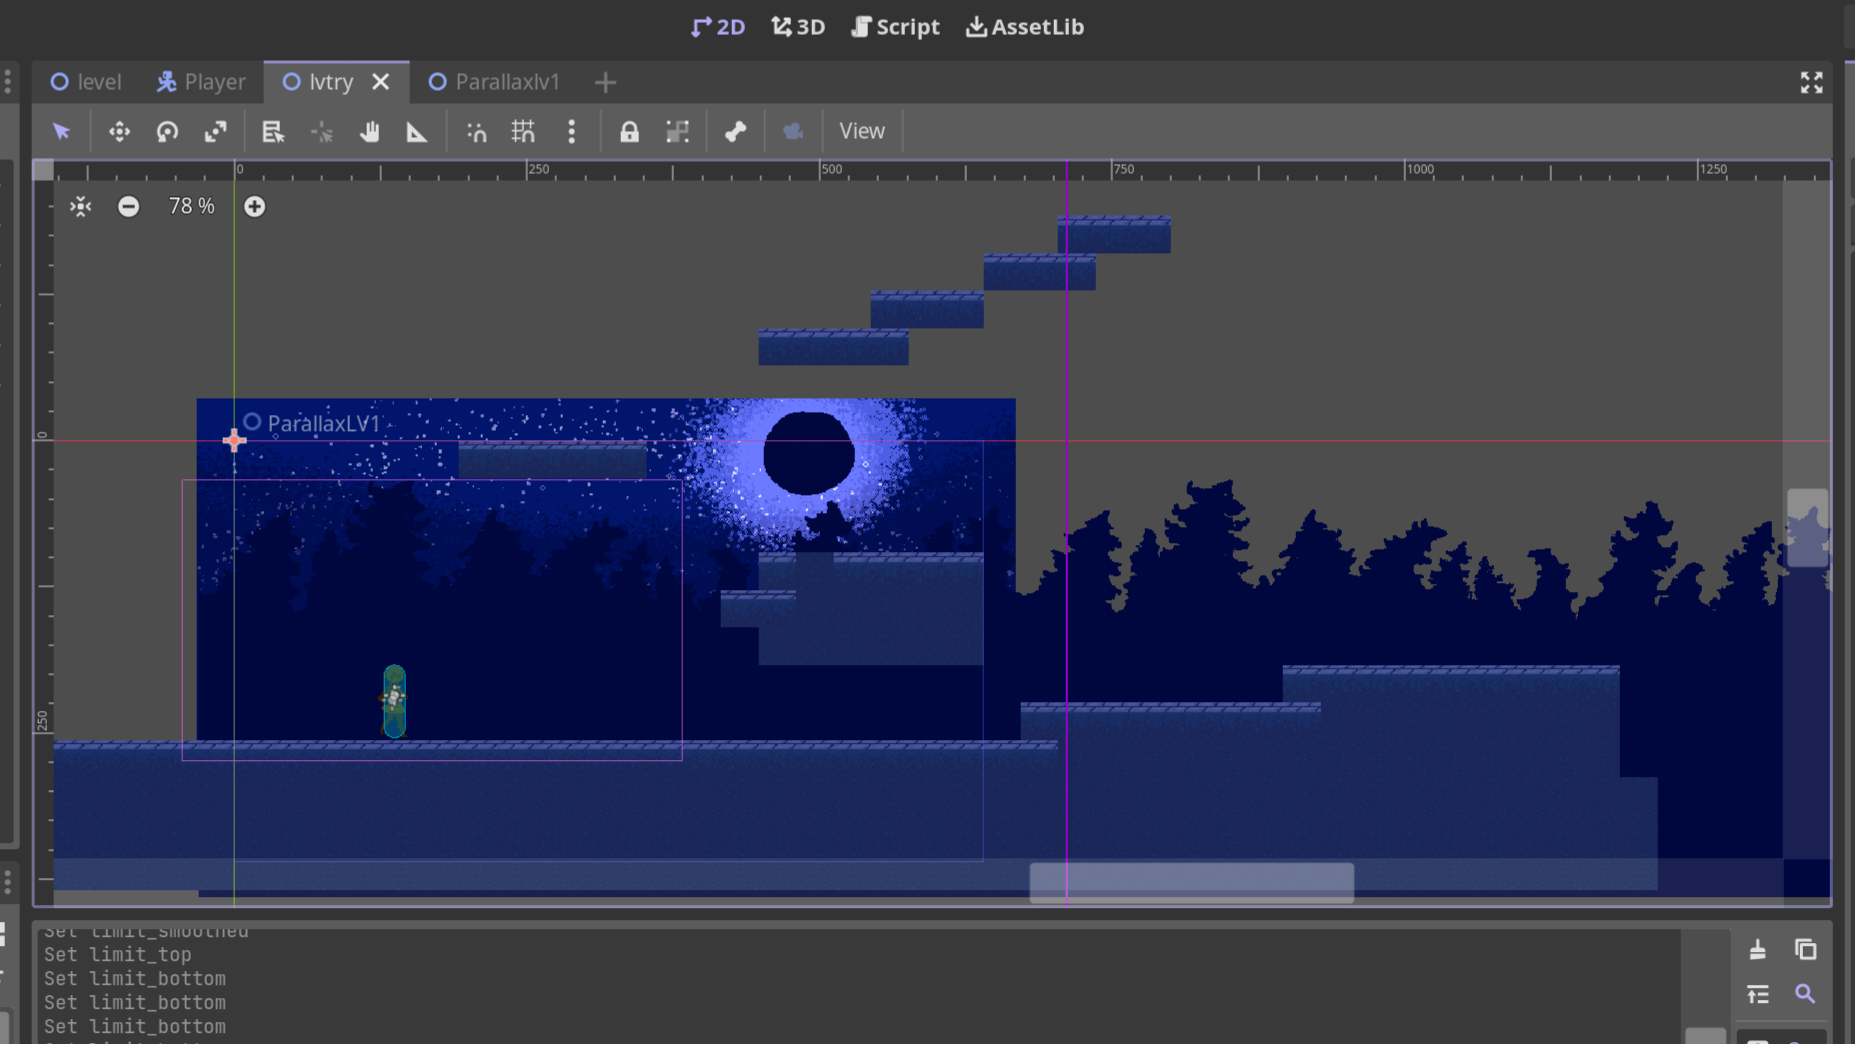 2D 3D Script AssetLib
level Player lvtry Parallaxlv1
View
0 250 500 750 1000 1250
78 %
ParallaxLV1
0
250
Set limit_smoothed
Set limit_top
Set limit_bottom
Set limit_bottom
Set limit_bottom